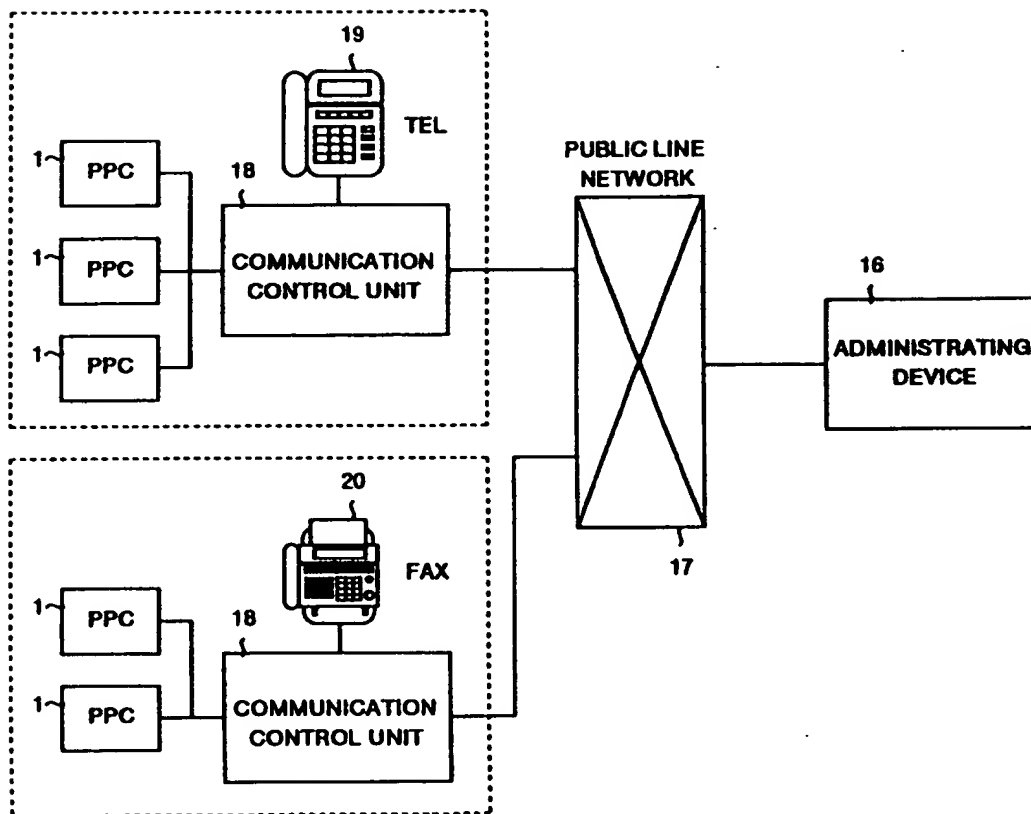 19
TEL
1
PPC
18
1
PPC
COMMUNICATION
CONTROL UNIT
1
PPC
PUBLIC LINE
NETWORK
17
16
ADMINISTRATING
DEVICE
20
FAX
1
PPC
18
1
PPC
COMMUNICATION
CONTROL UNIT